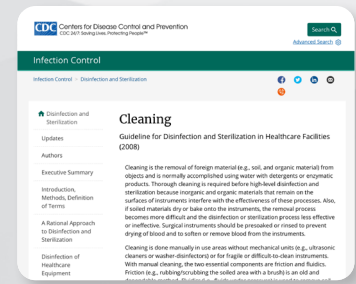 CDC Centers for Disease Control and Prevention
CDC 24/7: Saving Lives, Protecting People™
Search
Advanced Search
Infection Control
Infection Control > Disinfection and Sterilization
Disinfection and
Sterilization
Updates
Authors
Executive Summary
Introduction,
Methods, Definition
of Terms
A Rational Approach
to Disinfection and
Sterilization
Disinfection of
Healthcare
Equipment
Cleaning
Guideline for Disinfection and Sterilization in Healthcare Facilities
(2008)
Cleaning is the removal of foreign material (e.g., soil, and organic material) from
objects and is normally accomplished using water with detergents or enzymatic
products. Thorough cleaning is required before high-level disinfection and
sterilization because inorganic and organic materials that remain on the
surfaces of instruments interfere with the effectiveness of these processes. Also,
if soiled materials dry or bake onto the instruments, the removal process
becomes more difficult and the disinfection or sterilization process less effective
or ineffective. Surgical instruments should be presoaked or rinsed to prevent
drying of blood and to soften or remove blood from the instruments.
Cleaning is done manually in use areas without mechanical units (e.g., ultrasonic
cleaners or washer-disinfectors) or for fragile or difficult-to-clean instruments.
With manual cleaning, the two essential components are friction and fluidics.
Friction (e.g., rubbing/scrubbing the soiled area with a brush) is an old and